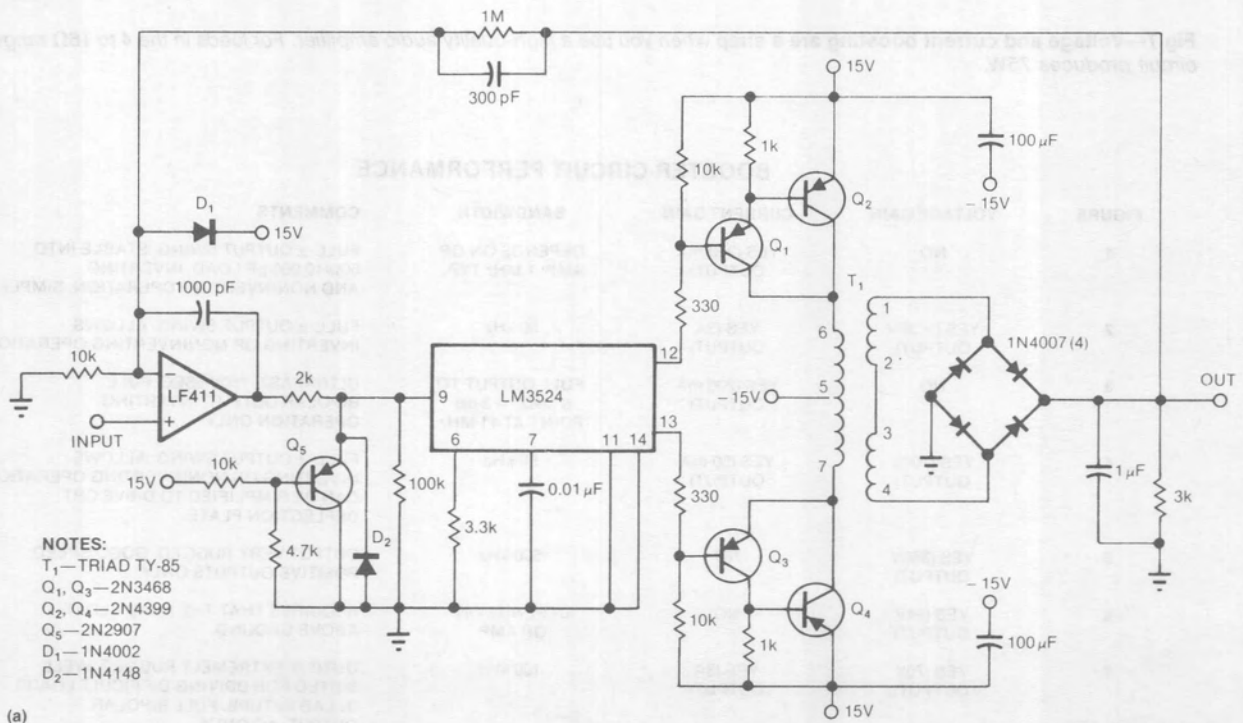 1M
300 pF
15V
100 µF
− 15V
1k
10k
Q2
Q1
T1
D1
15V
1000 pF
10k
2k
LF411
−
+
INPUT
9
LM3524
12
13
6
7
11
14
330
− 15V
6
5
7
1
2
3
4
1N4007 (4)
OUT
Q5
10k
15V
4.7k
D2
100k
3.3k
0.01 µF
330
Q3
Q4
10k
1k
1 µF
3k
− 15V
100 µF
15V
NOTES:
T1—TRIAD TY-85
Q1, Q3—2N3468
Q2, Q4—2N4399
Q5—2N2907
D1—1N4002
D2—1N4148
(a)